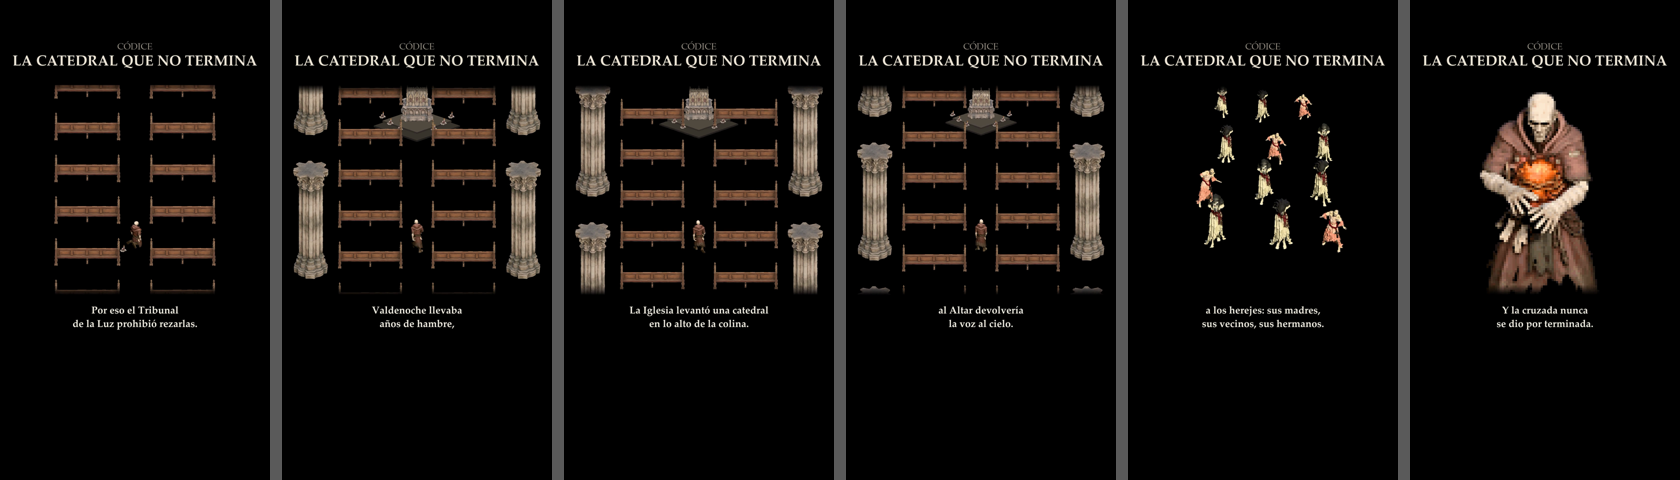 CÓDICE
LA CATEDRAL QUE NO TERMINA
Por eso el Tribunal
de la Luz prohibió rezarlas.
CÓDICE
LA CATEDRAL QUE NO TERMINA
Valdenoche llevaba
años de hambre,
CÓDICE
LA CATEDRAL QUE NO TERMINA
La Iglesia levantó una catedral
en lo alto de la colina.
CÓDICE
LA CATEDRAL QUE NO TERMINA
al Altar devolvería
la voz al cielo.
CÓDICE
LA CATEDRAL QUE NO TERMINA
a los herejes: sus madres,
sus vecinos, sus hermanos.
CÓDICE
LA CATEDRAL QUE NO TERMINA
Y la cruzada nunca
se dio por terminada.